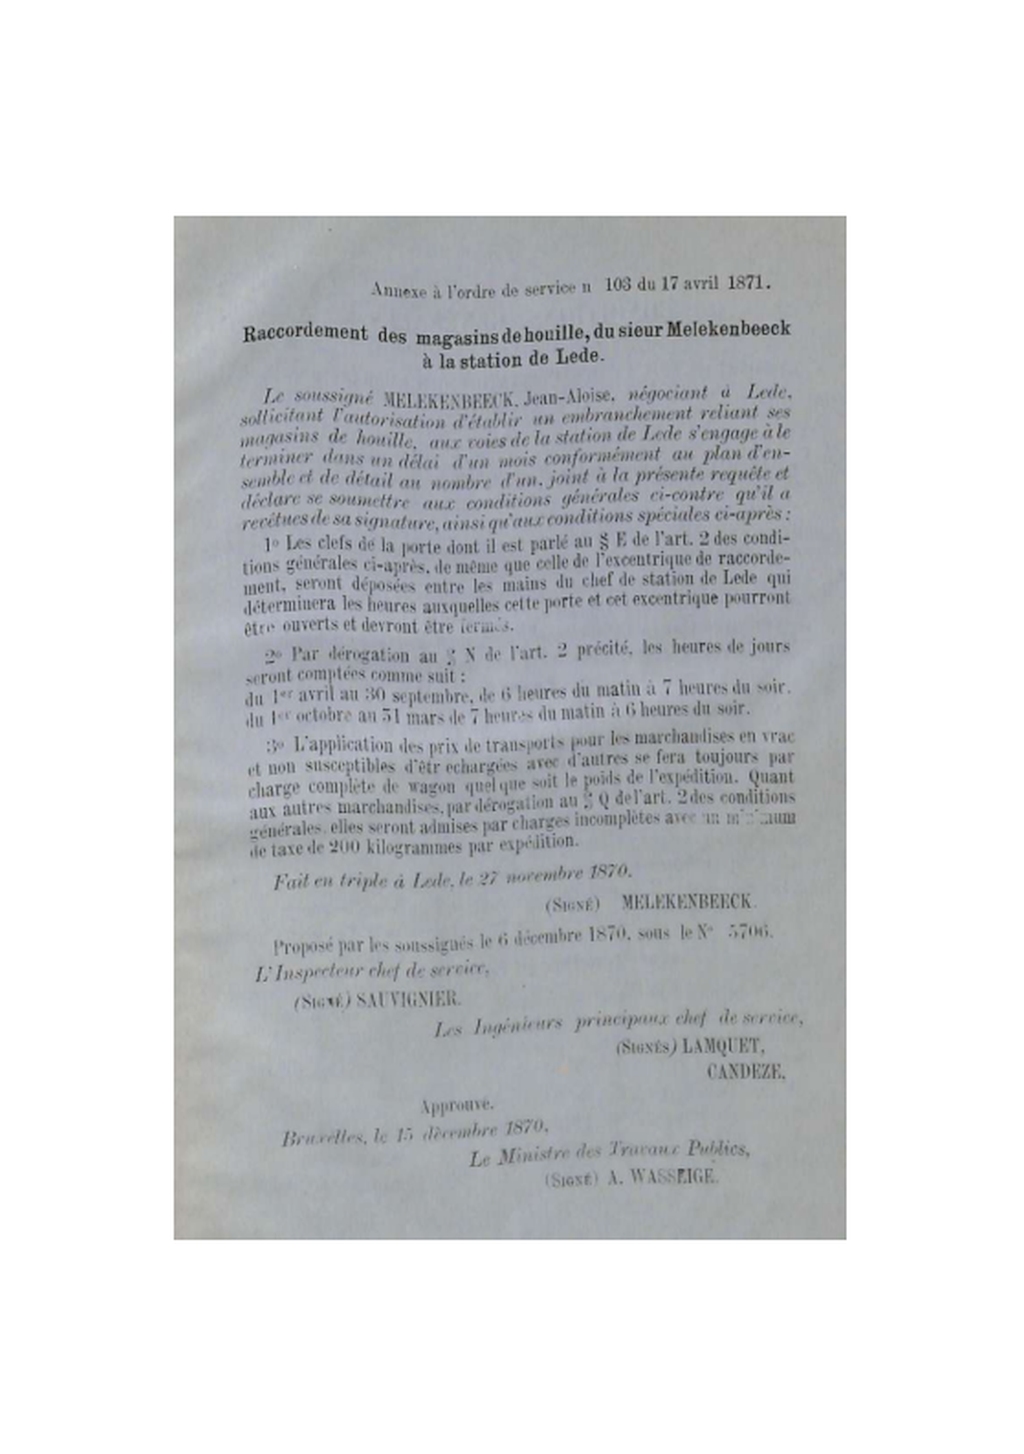 Annexe à l'ordre de service n 103 du 17 avril 1871.
Raccordement des magasins de houille, du sieur Melekenbeeck
à la station de Lede.
Le soussigné MELEKENBEECK, Jean-Aloise, négociant à Lede,
sollicitant l'autorisation d'établir un embranchement reliant ses
magasins de houille, aux voies de la station de Lede s'engage à le
terminer dans un délai d'un mois conformément au plan d'en-
semble et de détail au nombre d'un, joint à la présente requête et
déclare se soumettre aux conditions générales ci-contre qu'il a
recêtues de sa signature, ainsi qu'aux conditions spéciales ci-après :
1º Les clefs de la porte dont il est parlé au § E de l'art. 2 des condi-
tions générales ci-après, de même que celle de l'excentrique de raccorde-
ment, seront déposées entre les mains du chef de station de Lede qui
déterminera les heures auxquelles cette porte et cet excentrique pourront
être ouverts et devront être fermés.
2º Par dérogation au § N de l'art. 2 précité, les heures de jours
seront comptées comme suit :
du 1er avril au 30 septembre, de 6 heures du matin à 7 heures du soir.
du 1er octobre au 31 mars de 7 heures du matin à 6 heures du soir.
3º L'application des prix de transports pour les marchandises en vrac
et non susceptibles d'êtr echargées avec d'autres se fera toujours par
charge complète de wagon quel que soit le poids de l'expédition. Quant
aux autres marchandises, par dérogation au § Q de l'art. 2 des conditions
générales, elles seront admises par charges incomplètes avec un minimum
de taxe de 200 kilogrammes par expédition.
Fait en triple à Lede, le 27 novembre 1870.
(SIGNÉ) MELEKENBEECK.
Proposé par les soussignés le 6 décembre 1870, sous le Nº 5706.
L'Inspecteur chef de service,
(SIGNÉ) SAUVIGNIER.
Les Ingénieurs principaux chef de service,
(SIGNÉS) LAMQUET,
CANDEZE.
Approuvé.
Bruxelles, le 15 décembre 1870.
Le Ministre des Travaux Publics,
(SIGNÉ) A. WASSEIGE.